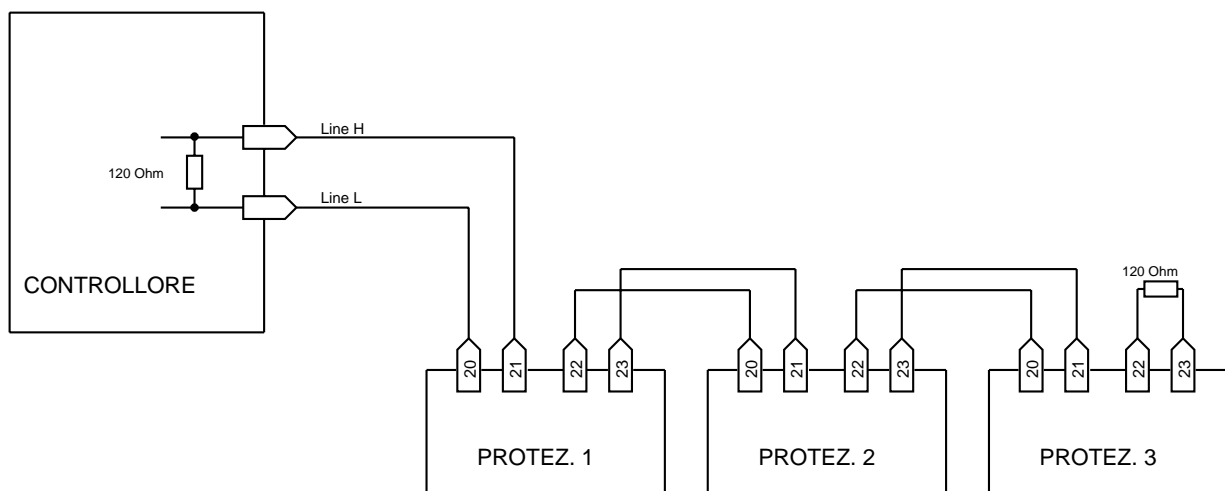 Line H
120 Ohm
Line L
CONTROLLORE
120 Ohm
20 21 22 23
20 21 22 23
20 21 22 23
PROTEZ. 1
PROTEZ. 2
PROTEZ. 3